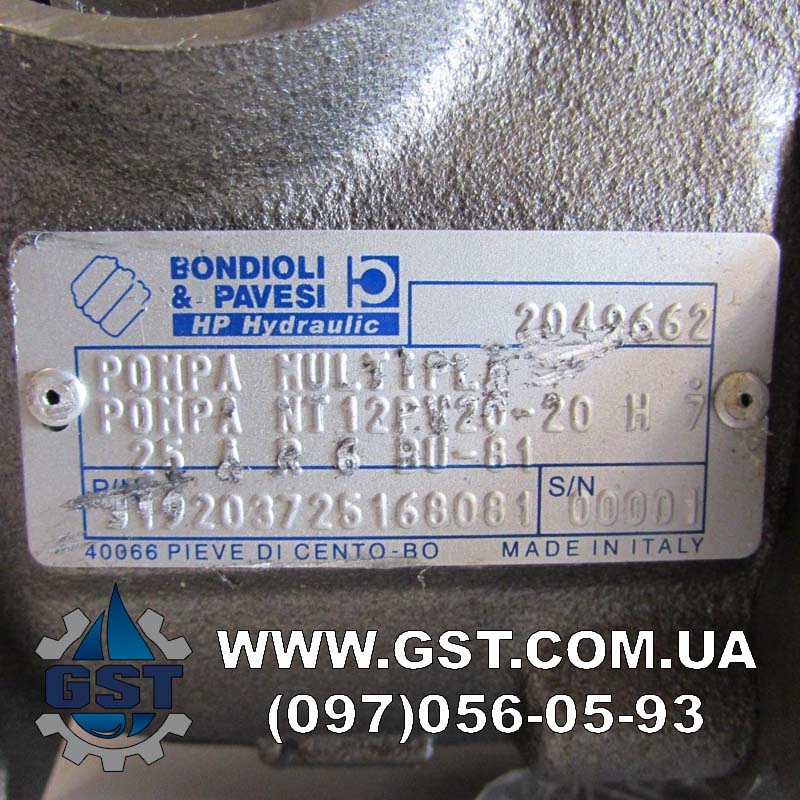 BONDIOLI
& PAVESI
HP Hydraulic
2049662
POMPA MULTIPLA
POMPA NT12PV20-20 H 7
25 A R 6 BU-81
P/N
S/N
00001
40066 PIEVE DI CENTO-BO MADE IN ITALY
GST
WWW.GST.COM.UA
(097)056-05-93